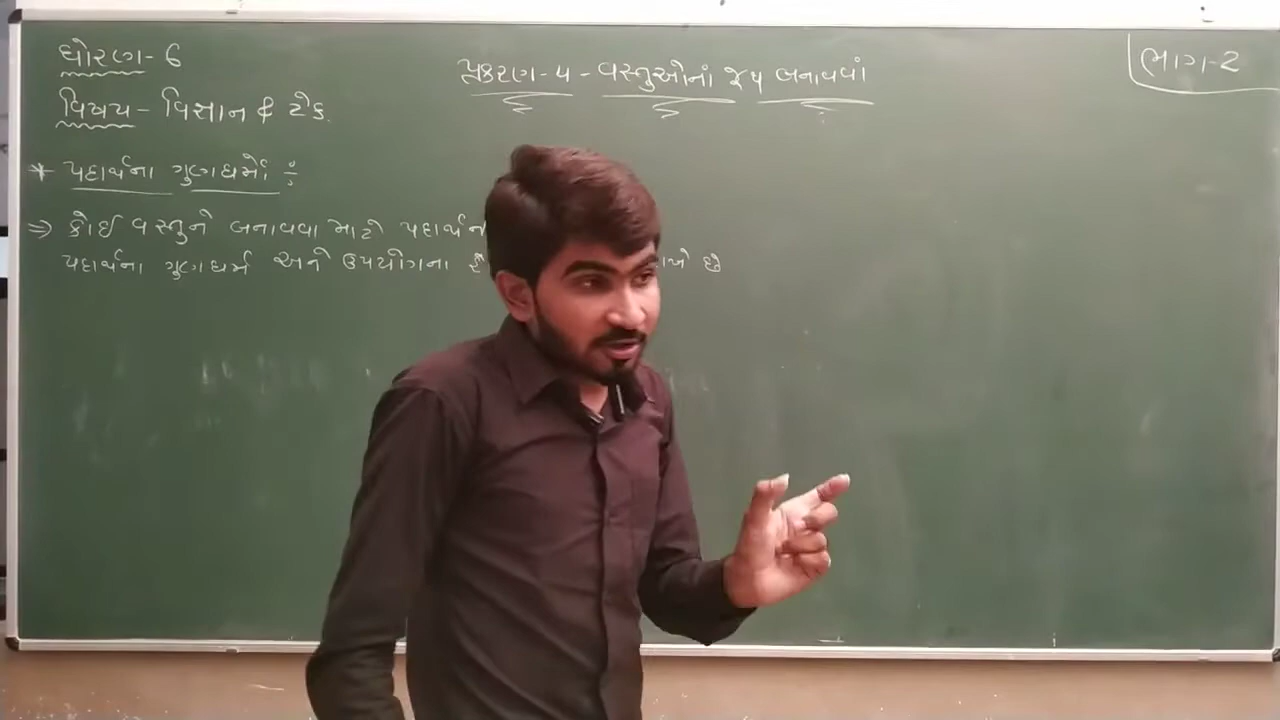 ધોરણ - 6
પ્રકરણ - 4 - વસ્તુઓનાં જૂથ બનાવવાં
ભાગ - 2
વિષય - વિજ્ઞાન & ટેક.
* પદાર્થના ગુણધર્મો :
⇒ કોઈ વસ્તુને બનાવવા માટે પદાર્થન
પદાર્થના ગુણધર્મ અને ઉપયોગના છે